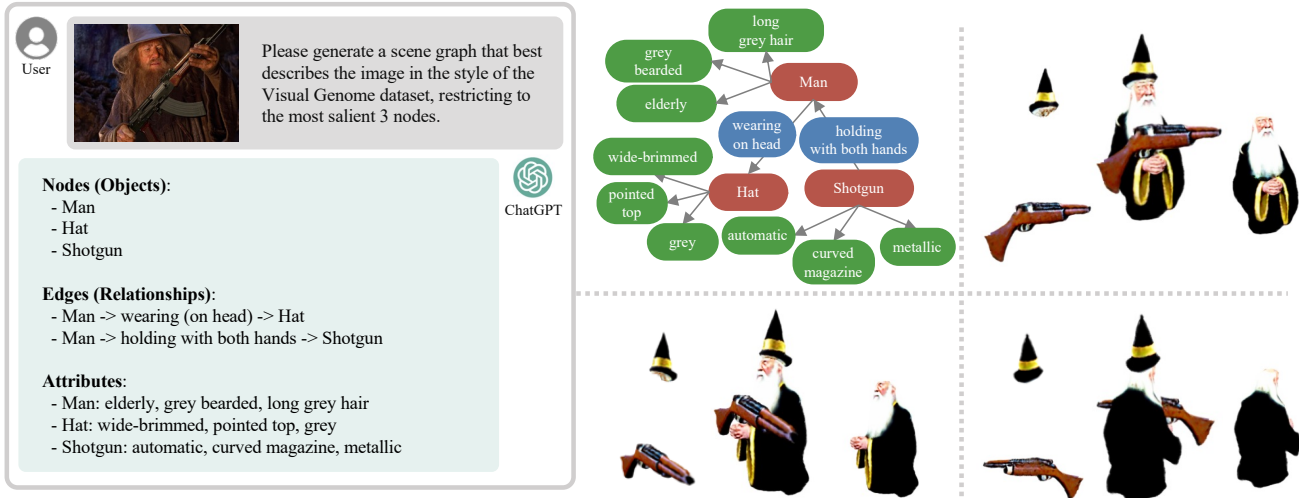 User
Please generate a scene graph that best
describes the image in the style of the
Visual Genome dataset, restricting to
the most salient 3 nodes.
ChatGPT
Nodes (Objects):
- Man
- Hat
- Shotgun
Edges (Relationships):
- Man -> wearing (on head) -> Hat
- Man -> holding with both hands -> Shotgun
Attributes:
- Man: elderly, grey bearded, long grey hair
- Hat: wide-brimmed, pointed top, grey
- Shotgun: automatic, curved magazine, metallic
long
grey hair
grey
bearded
Man
elderly
wearing
on head
holding
with both hands
wide-brimmed
Hat
Shotgun
pointed
top
grey
automatic
curved
magazine
metallic